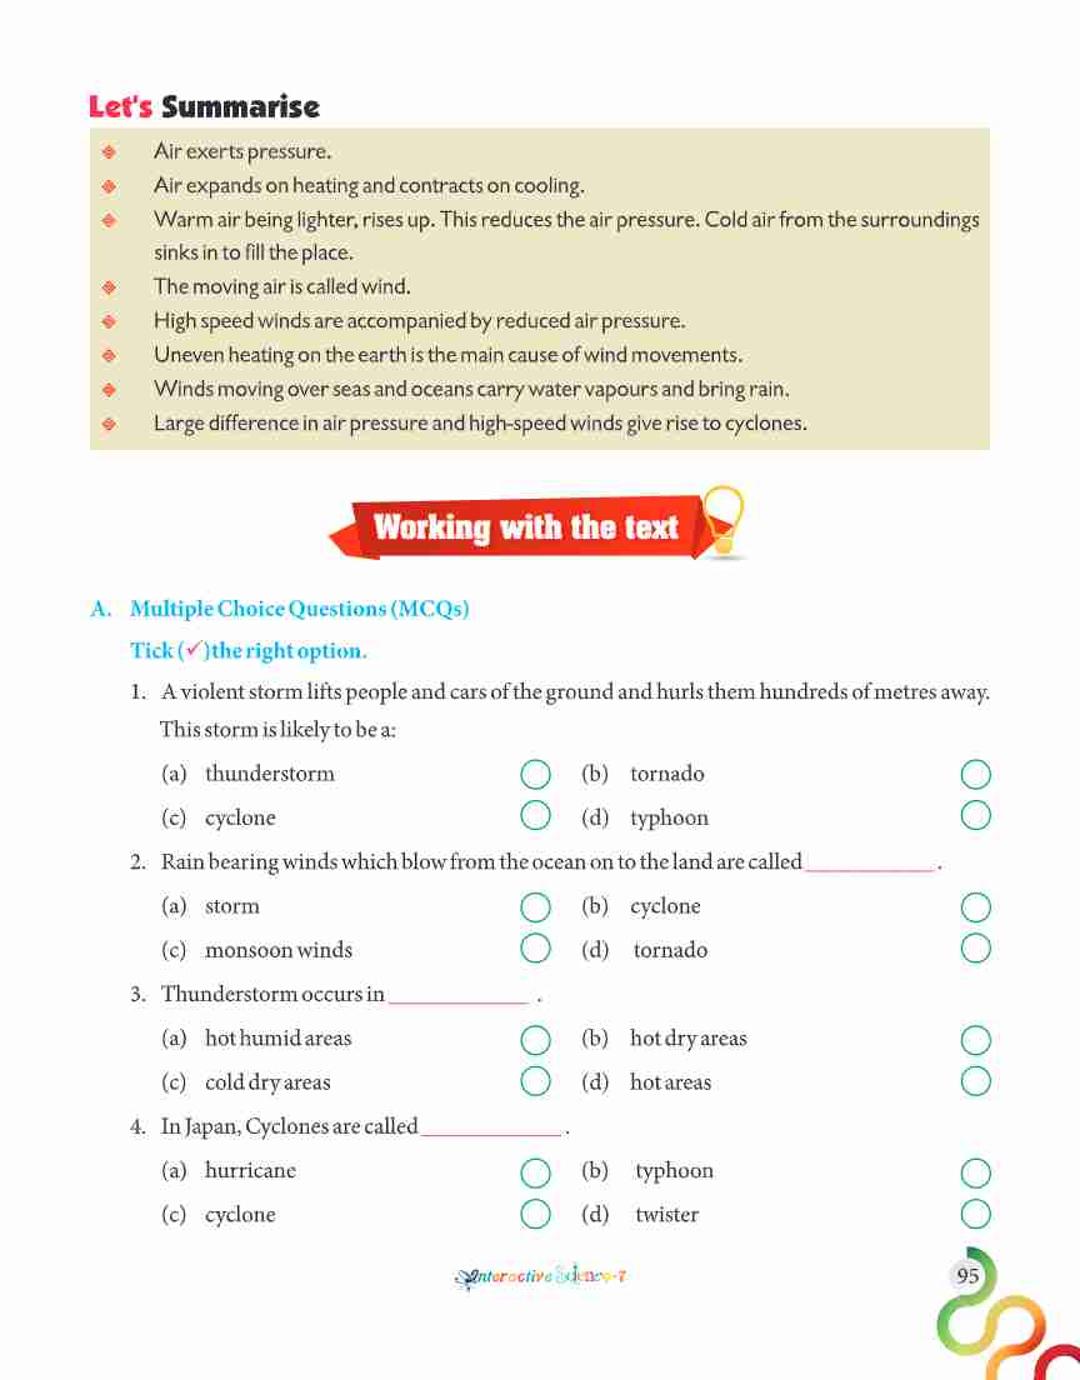 Let's Summarise
Air exerts pressure.
Air expands on heating and contracts on cooling.
Warm air being lighter, rises up. This reduces the air pressure. Cold air from the surroundings
sinks in to fill the place.
The moving air is called wind.
High speed winds are accompanied by reduced air pressure.
Uneven heating on the earth is the main cause of wind movements.
Winds moving over seas and oceans carry water vapours and bring rain.
Large difference in air pressure and high-speed winds give rise to cyclones.
Working with the text
A. Multiple Choice Questions (MCQs)
Tick (✓)the right option.
1. A violent storm lifts people and cars of the ground and hurls them hundreds of metres away.
This storm is likely to be a:
(a) thunderstorm (b) tornado
(c) cyclone (d) typhoon
2. Rain bearing winds which blow from the ocean on to the land are called ____________.
(a) storm (b) cyclone
(c) monsoon winds (d) tornado
3. Thunderstorm occurs in ____________ .
(a) hot humid areas (b) hot dry areas
(c) cold dry areas (d) hot areas
4. In Japan, Cyclones are called ____________.
(a) hurricane (b) typhoon
(c) cyclone (d) twister
Interactive Science-7
95